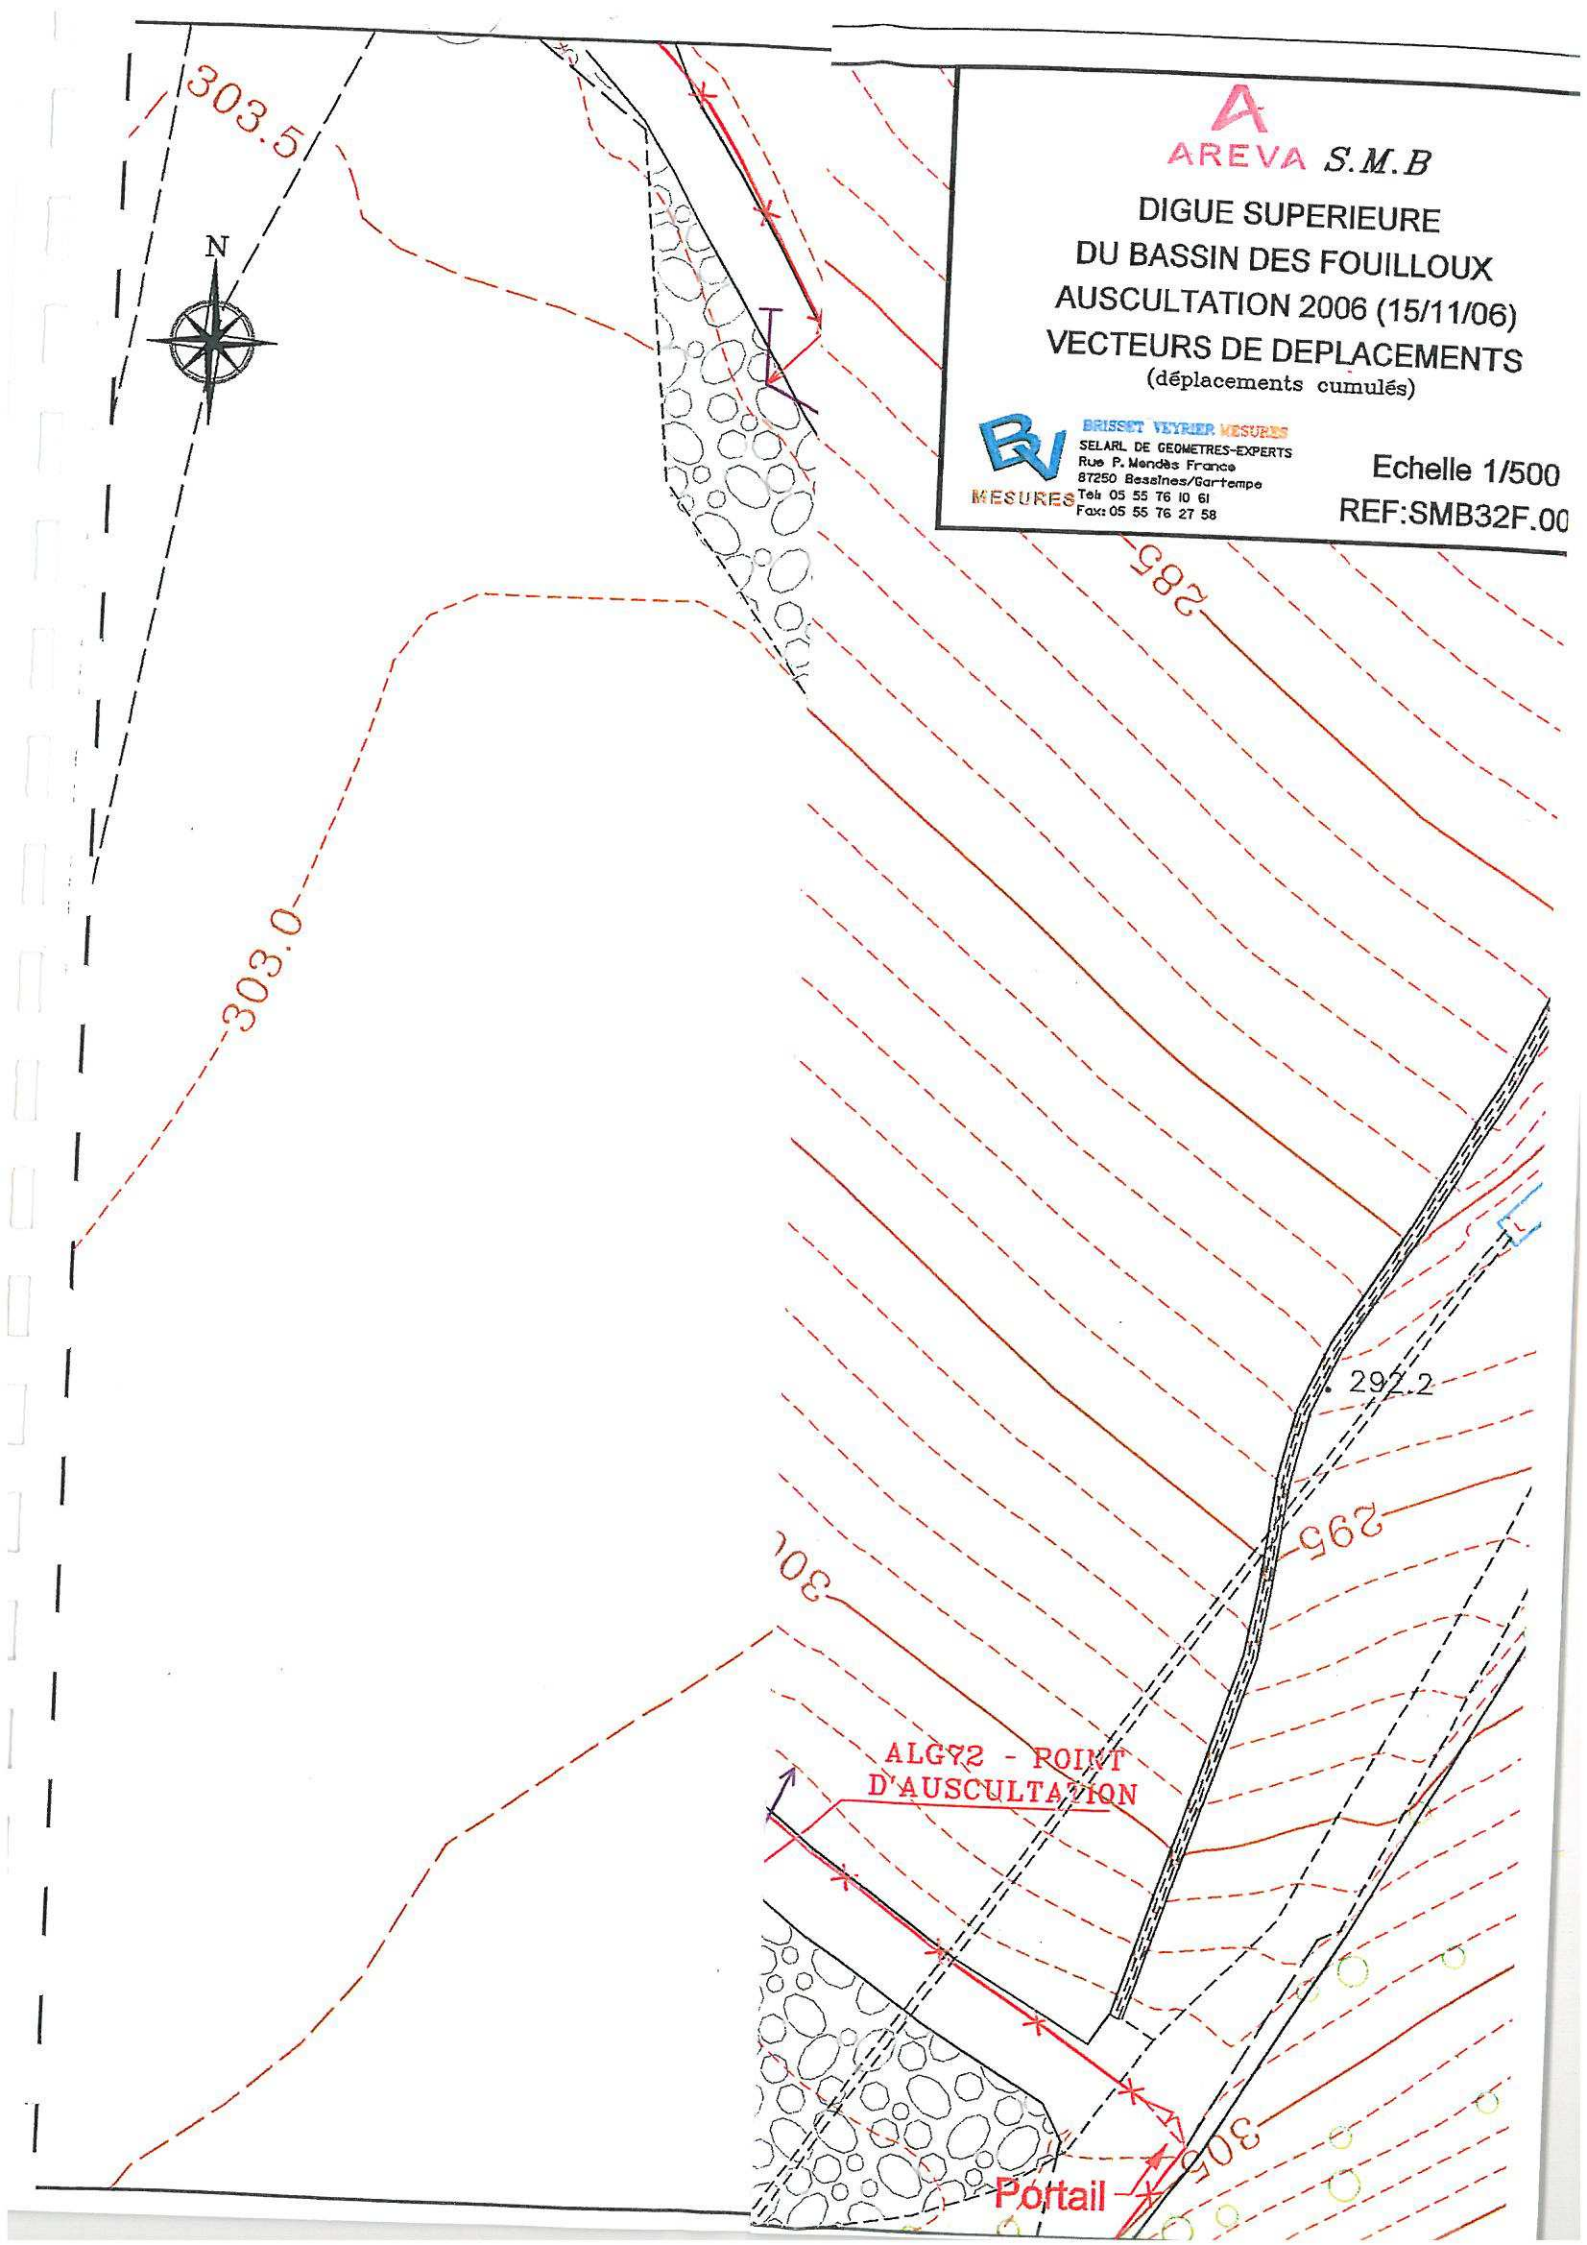 303.5
N
A
AREVA S.M.B
DIGUE SUPERIEURE
DU BASSIN DES FOUILLOUX
AUSCULTATION 2006 (15/11/06)
VECTEURS DE DEPLACEMENTS
(déplacements cumulés)
BV
MESURES
BRISSET VEYRIER MESURES
SELARL DE GEOMETRES-EXPERTS
Rue P. Mendès France
87250 Bessines/Gartempe
Tel: 05 55 76 10 61
Fax: 05 55 76 27 58
Echelle 1/500
REF:SMB32F.00
285
303.0
292.2
295
30
ALG72 - POINT
D'AUSCULTATION
305
Portail